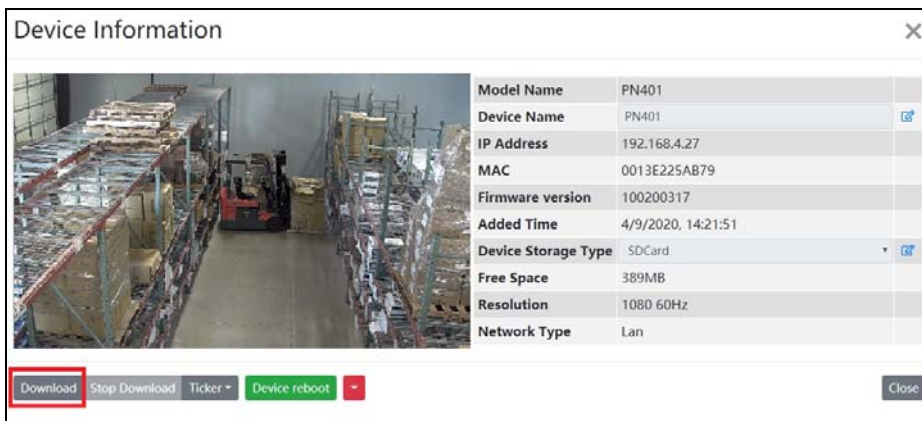 Device Information
Model Name PN401
Device Name PN401
IP Address 192.168.4.27
MAC 0013E225AB79
Firmware version 100200317
Added Time 4/9/2020, 14:21:51
Device Storage Type SDCard
Free Space 389MB
Resolution 1080 60Hz
Network Type Lan
Download Stop Download Ticker Device reboot Close